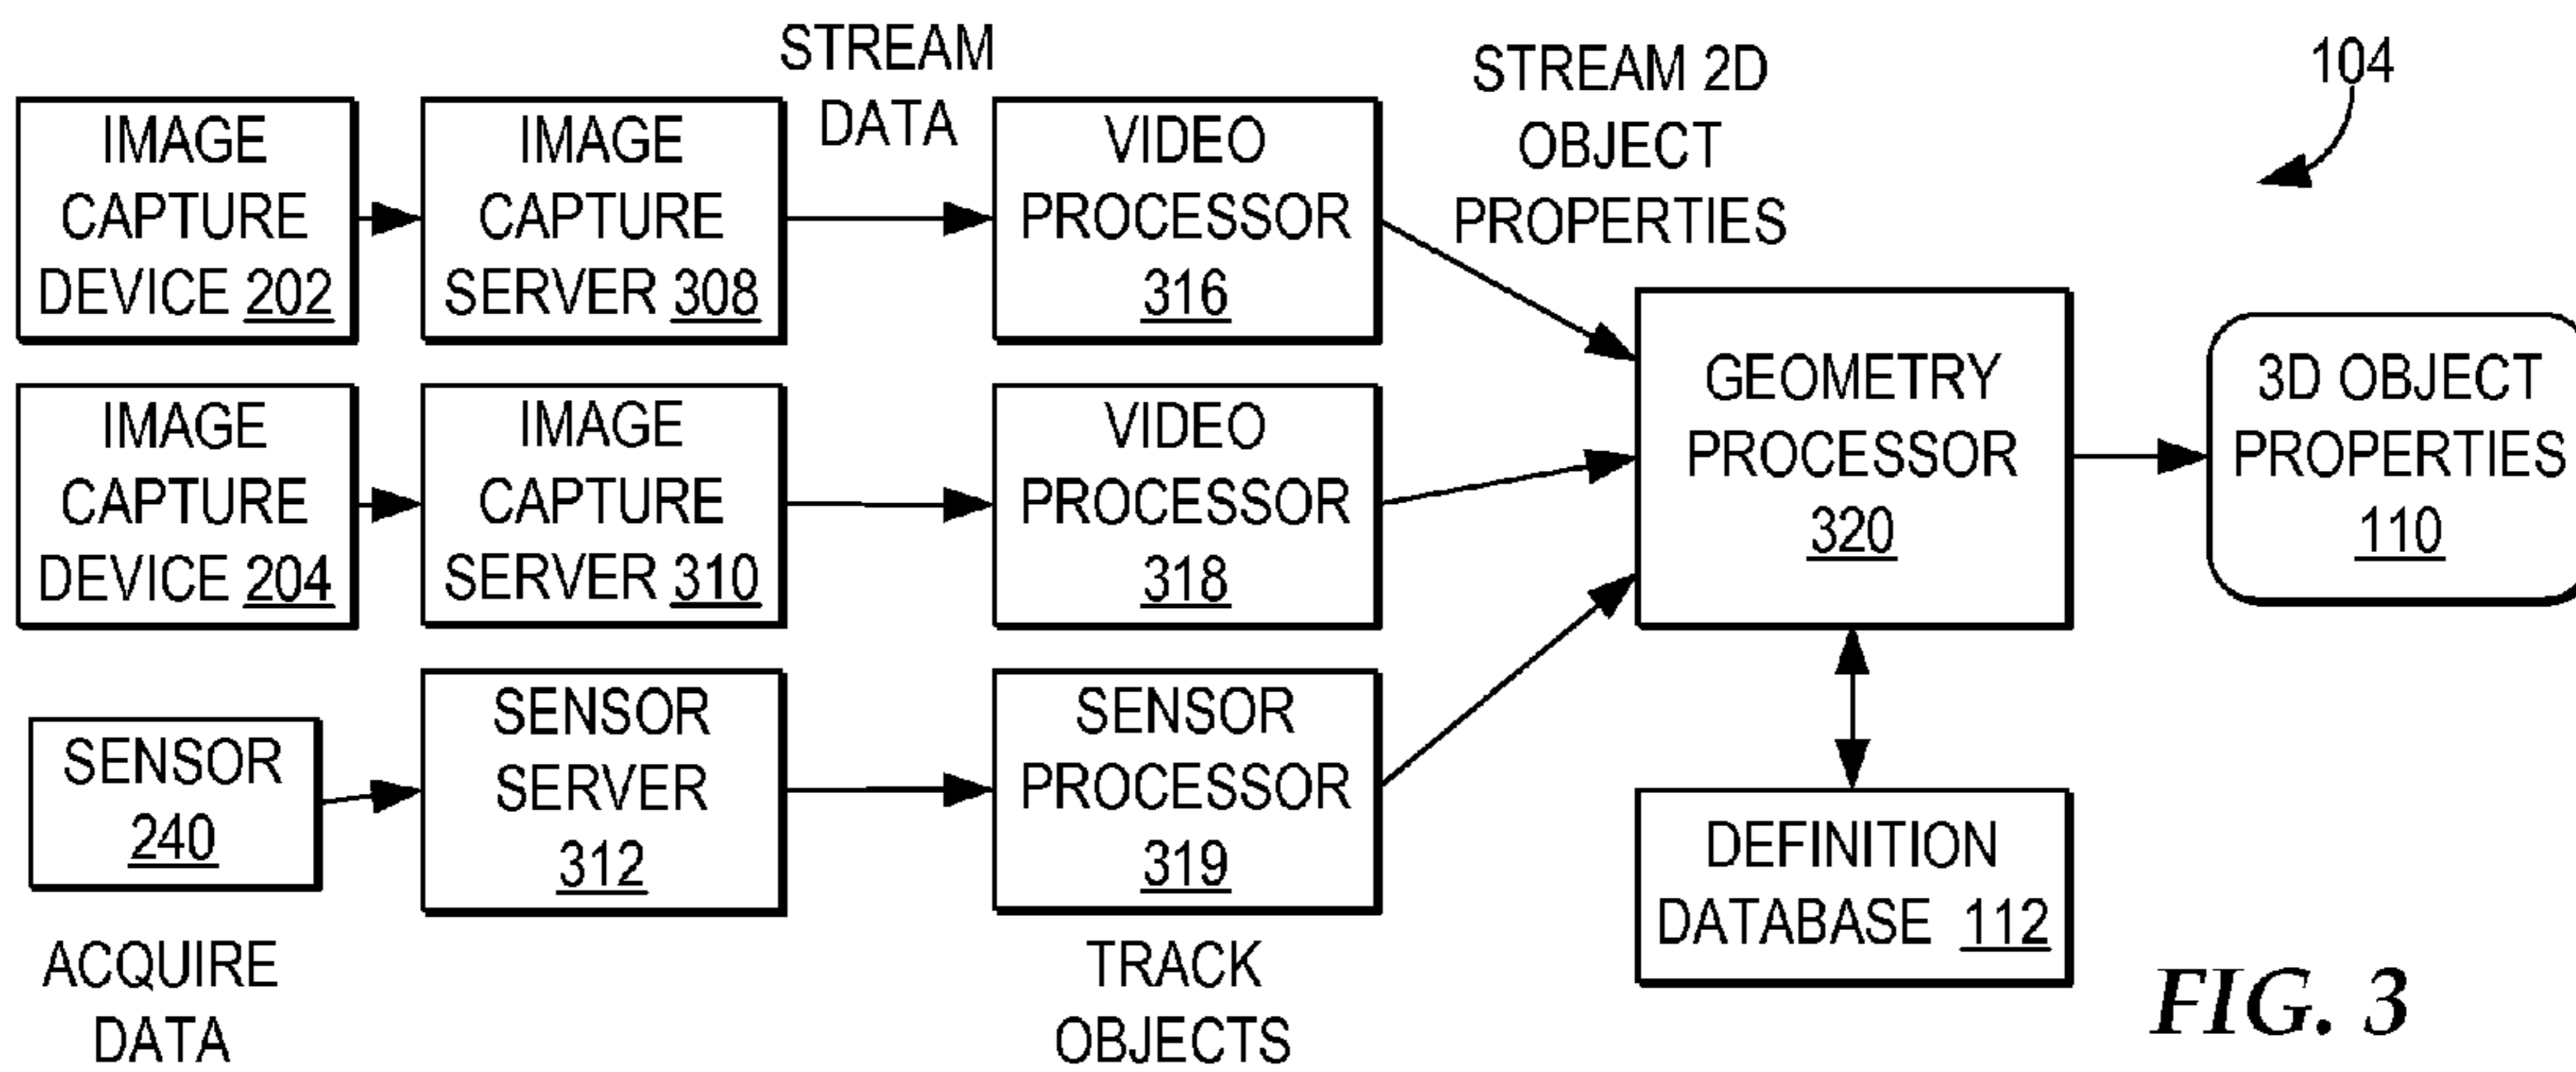 STREAM
DATA
STREAM 2D
OBJECT
PROPERTIES
104
IMAGE
CAPTURE
DEVICE 202
IMAGE
CAPTURE
SERVER 308
VIDEO
PROCESSOR
316
IMAGE
CAPTURE
DEVICE 204
IMAGE
CAPTURE
SERVER 310
VIDEO
PROCESSOR
318
GEOMETRY
PROCESSOR
320
3D OBJECT
PROPERTIES
110
SENSOR
240
SENSOR
SERVER
312
SENSOR
PROCESSOR
319
DEFINITION
DATABASE 112
ACQUIRE
DATA
TRACK
OBJECTS
FIG. 3